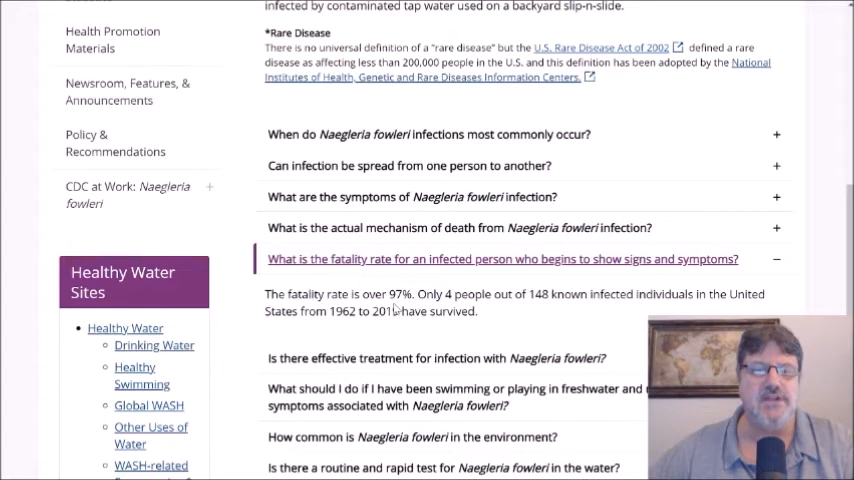 infected by contaminated tap water used on a backyard slip-n-slide.
Health Promotion
Materials
*Rare Disease
There is no universal definition of a "rare disease" but the U.S. Rare Disease Act of 2002 defined a rare
disease as affecting less than 200,000 people in the U.S. and this definition has been adopted by the National
Institutes of Health, Genetic and Rare Diseases Information Centers.
Newsroom, Features, &
Announcements
Policy &
Recommendations
CDC at Work: Naegleria +
fowleri
When do Naegleria fowleri infections most commonly occur? +
Can infection be spread from one person to another? +
What are the symptoms of Naegleria fowleri infection? +
What is the actual mechanism of death from Naegleria fowleri infection? +
What is the fatality rate for an infected person who begins to show signs and symptoms? −
The fatality rate is over 97%. Only 4 people out of 148 known infected individuals in the United
States from 1962 to have survived.
Is there effective treatment for infection with Naegleria fowleri?
What should I do if I have been swimming or playing in freshwater and
symptoms associated with Naegleria fowleri?
How common is Naegleria fowleri in the environment?
Is there a routine and rapid test for Naegleria fowleri in the water?
Healthy Water
Sites
• Healthy Water
Drinking Water
Healthy
Swimming
Global WASH
Other Uses of
Water
WASH-related